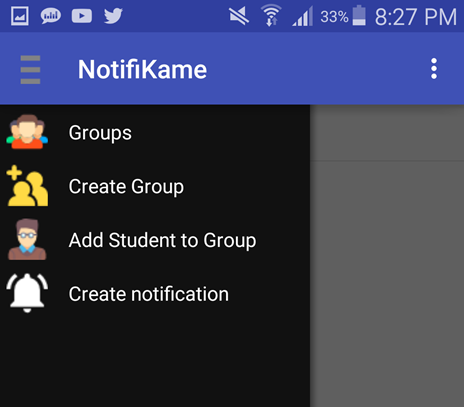 33% 8:27 PM
NotifiKame
Groups
Create Group
Add Student to Group
Create notification